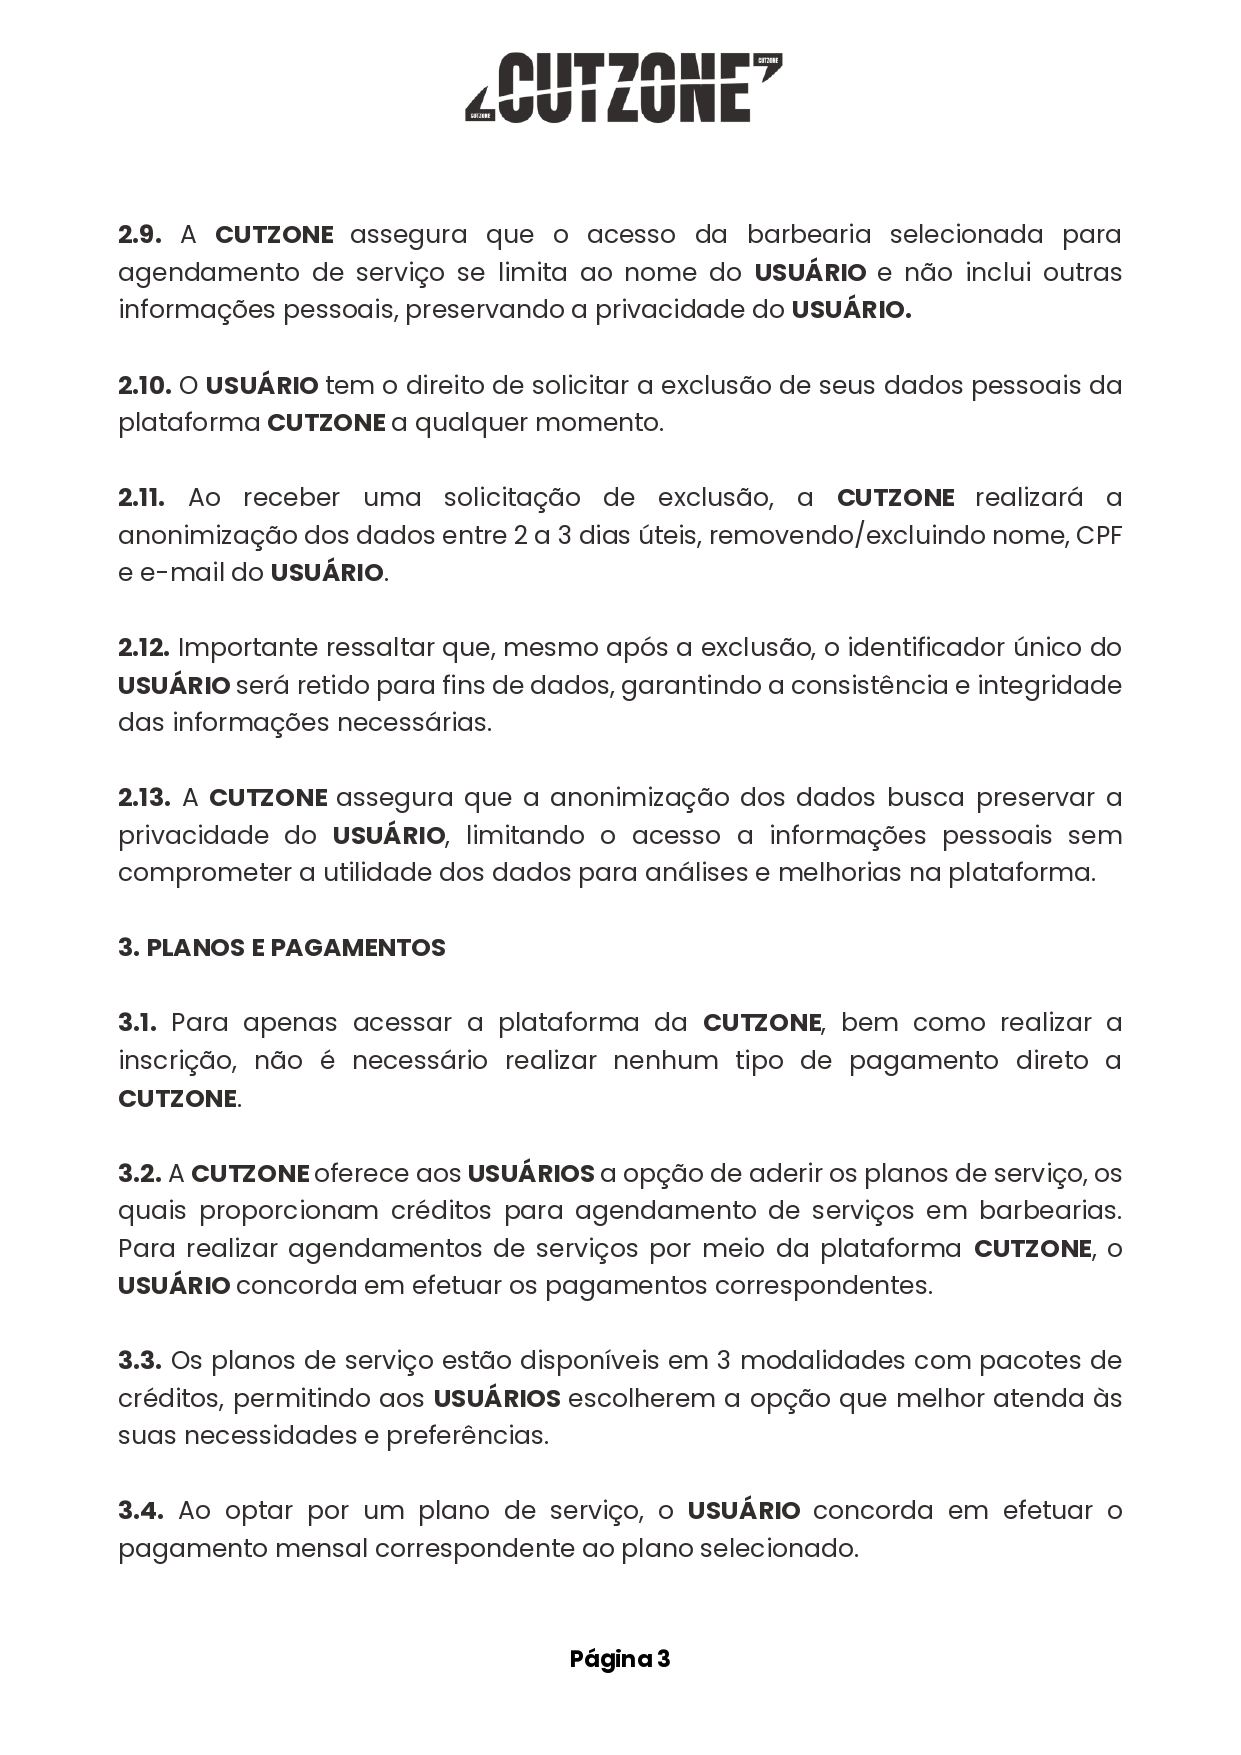 CUTZONE
CUTZONE
CUTZONE
2.9. A CUTZONE assegura que o acesso da barbearia selecionada para
agendamento de serviço se limita ao nome do USUÁRIO e não inclui outras
informações pessoais, preservando a privacidade do USUÁRIO.
2.10. O USUÁRIO tem o direito de solicitar a exclusão de seus dados pessoais da
plataforma CUTZONE a qualquer momento.
2.11. Ao receber uma solicitação de exclusão, a CUTZONE realizará a
anonimização dos dados entre 2 a 3 dias úteis, removendo/excluindo nome, CPF
e e-mail do USUÁRIO.
2.12. Importante ressaltar que, mesmo após a exclusão, o identificador único do
USUÁRIO será retido para fins de dados, garantindo a consistência e integridade
das informações necessárias.
2.13. A CUTZONE assegura que a anonimização dos dados busca preservar a
privacidade do USUÁRIO, limitando o acesso a informações pessoais sem
comprometer a utilidade dos dados para análises e melhorias na plataforma.
3. PLANOS E PAGAMENTOS
3.1. Para apenas acessar a plataforma da CUTZONE, bem como realizar a
inscrição, não é necessário realizar nenhum tipo de pagamento direto a
CUTZONE.
3.2. A CUTZONE oferece aos USUÁRIOS a opção de aderir os planos de serviço, os
quais proporcionam créditos para agendamento de serviços em barbearias.
Para realizar agendamentos de serviços por meio da plataforma CUTZONE, o
USUÁRIO concorda em efetuar os pagamentos correspondentes.
3.3. Os planos de serviço estão disponíveis em 3 modalidades com pacotes de
créditos, permitindo aos USUÁRIOS escolherem a opção que melhor atenda às
suas necessidades e preferências.
3.4. Ao optar por um plano de serviço, o USUÁRIO concorda em efetuar o
pagamento mensal correspondente ao plano selecionado.
Página 3